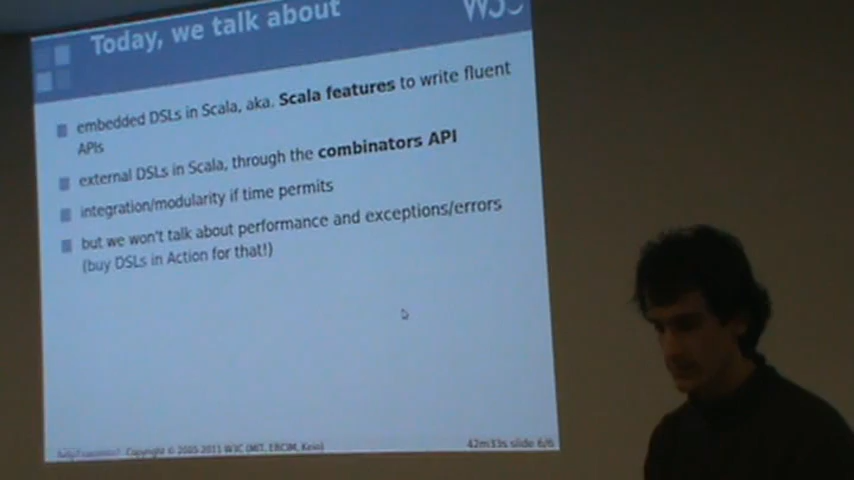 Today, we talk about
W3C
embedded DSLs in Scala, aka. Scala features to write fluent
APIs
external DSLs in Scala, through the combinators API
integration/modularity if time permits
but we won't talk about performance and exceptions/errors
(buy DSLs in Action for that!)
Copyright © 2005-2011 W3C (MIT, ERCIM, Keio)
42m33s slide 6/6